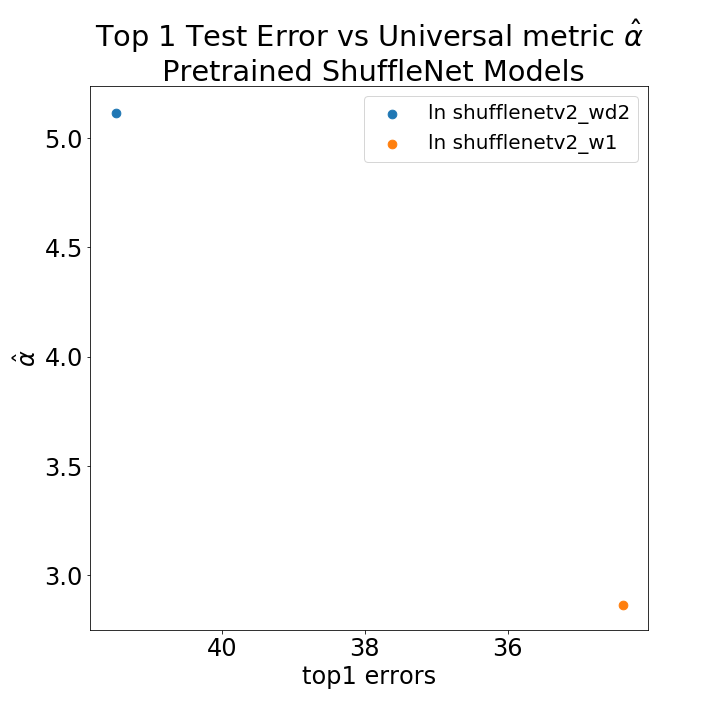 Top 1 Test Error vs Universal metric α̂
Pretrained ShuffleNet Models
ln shufflenetv2_wd2
ln shufflenetv2_w1
5.0
4.5
4.0
3.5
3.0
α̂
40
38
36
top1 errors